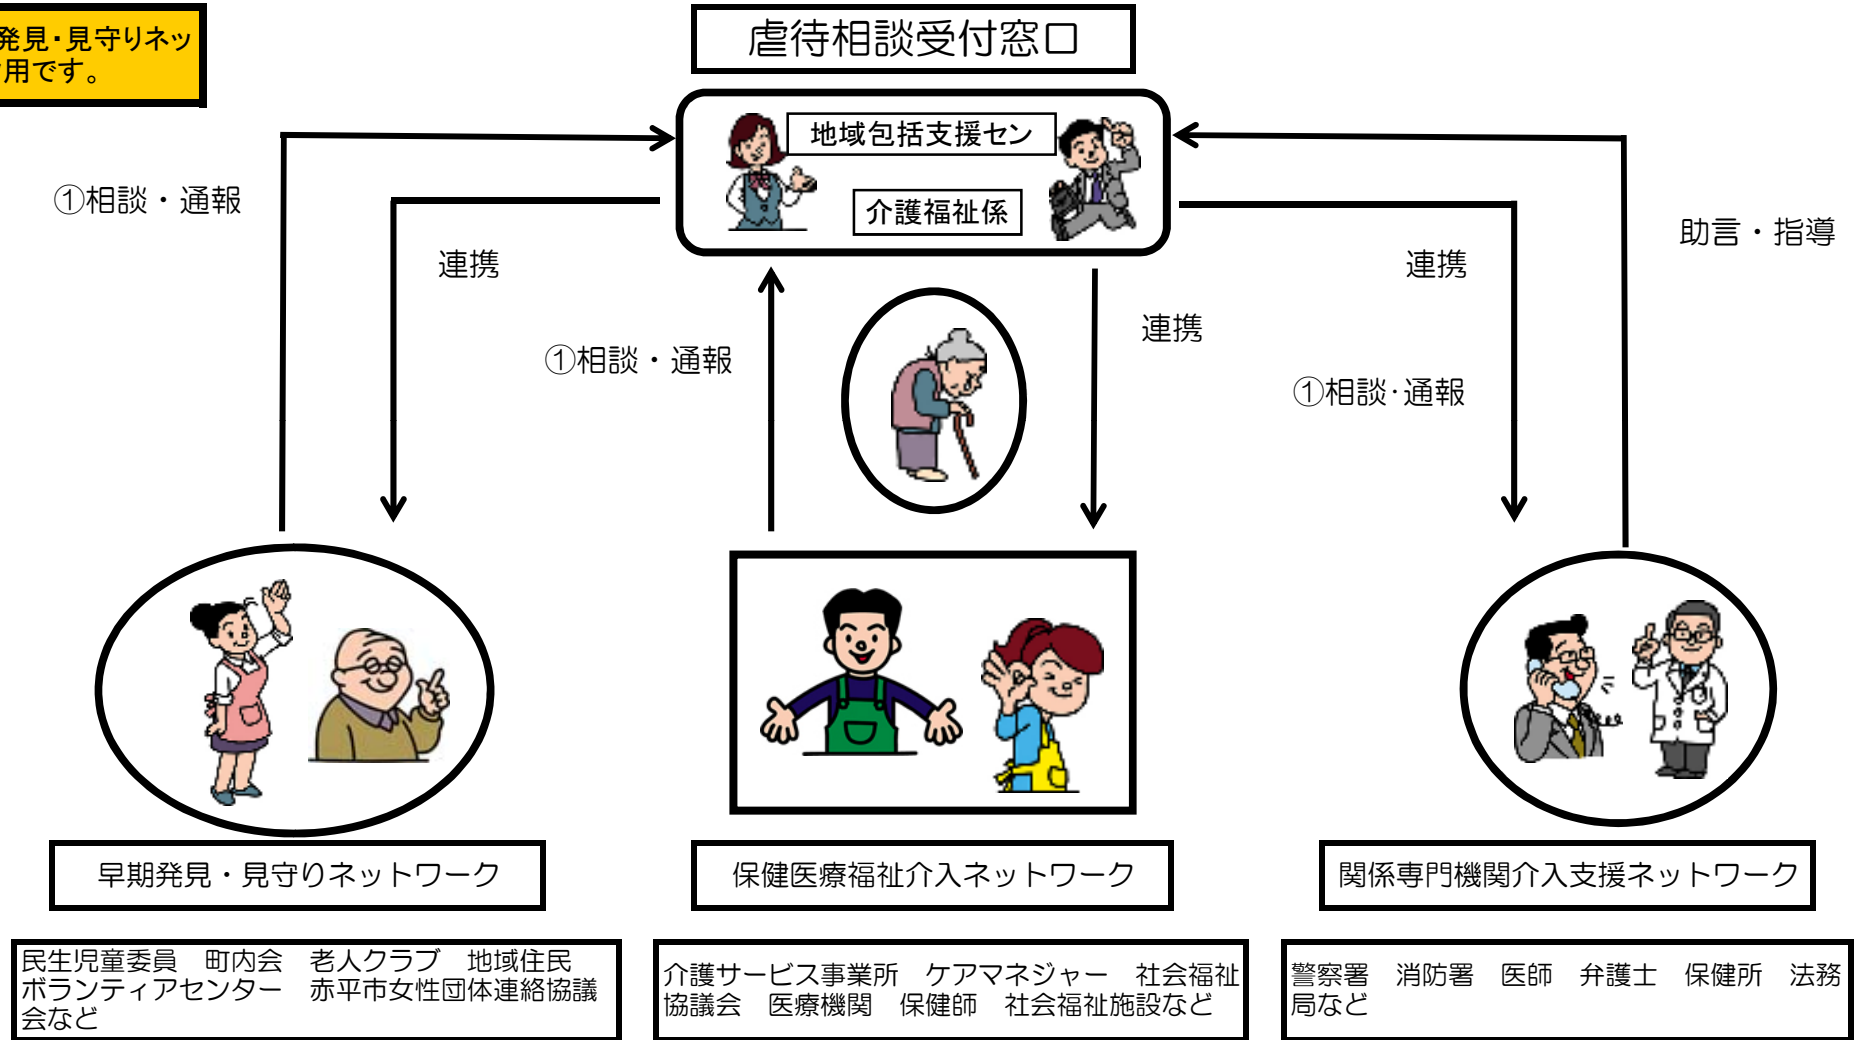 発見・見守りネッ
用です。
虐待相談受付窓口
地域包括支援セン
介護福祉係
①相談・通報
連携
①相談・通報
連携
連携
①相談・通報
助言・指導
早期発見・見守りネットワーク
保健医療福祉介入ネットワーク
関係専門機関介入支援ネットワーク
民生児童委員　町内会　老人クラブ　地域住民
ボランティアセンター　赤平市女性団体連絡協議
会など
介護サービス事業所　ケアマネジャー　社会福祉
協議会　医療機関　保健師　社会福祉施設など
警察署　消防署　医師　弁護士　保健所　法務
局など